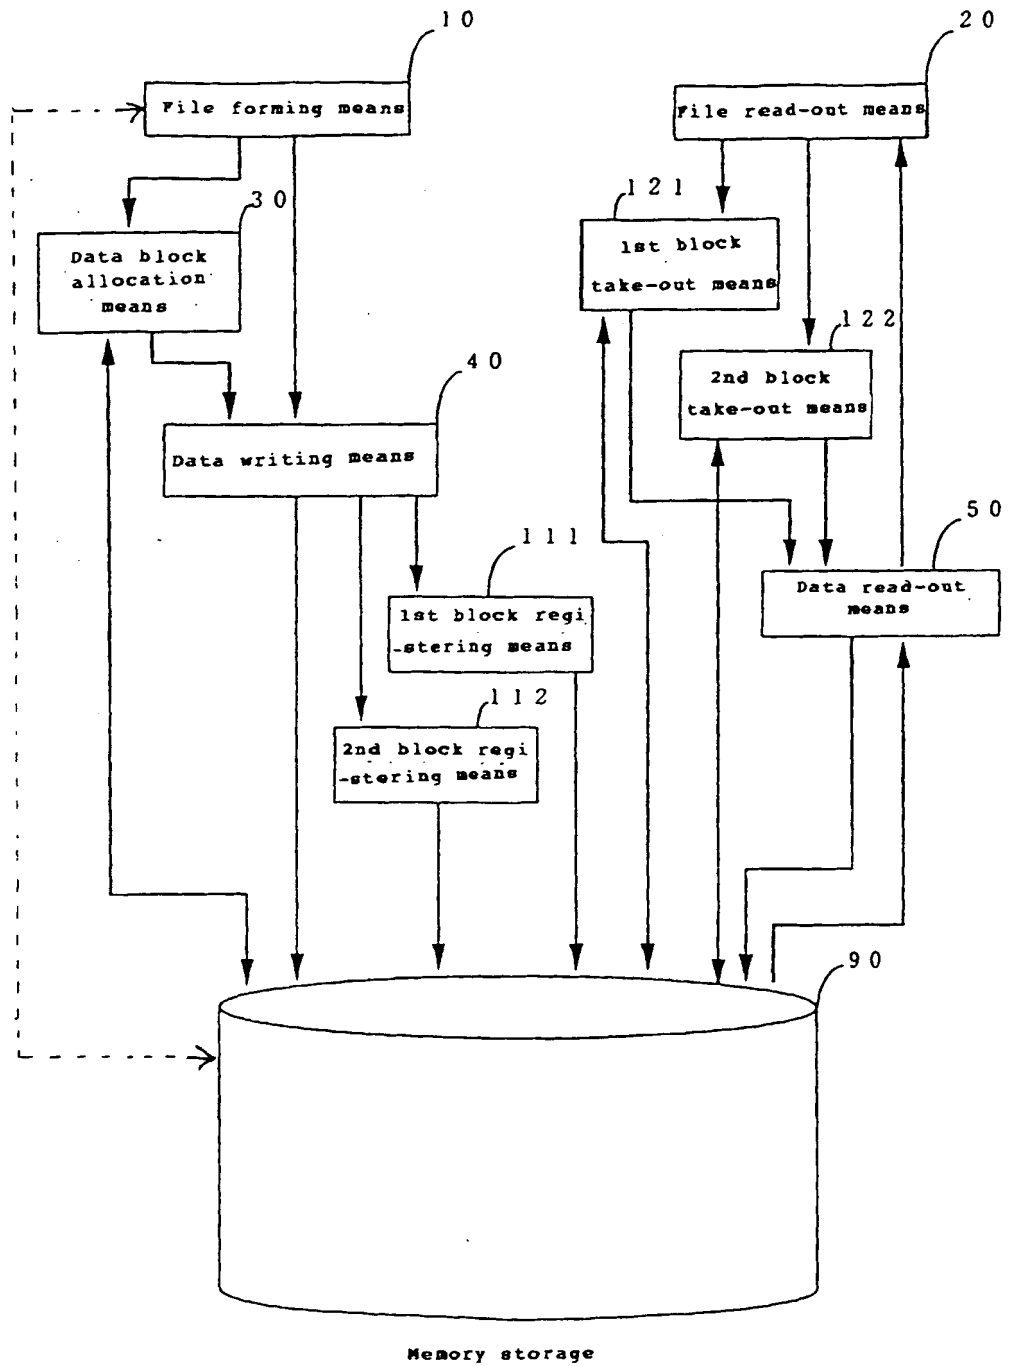 10
20
File forming means
File read-out means
121
30
1st block
take-out means
Data block
allocation
means
122
40
2nd block
take-out means
Data writing means
50
111
Data read-out
means
1st block regi
-stering means
112
2nd block regi
-stering means
90
Memory storage